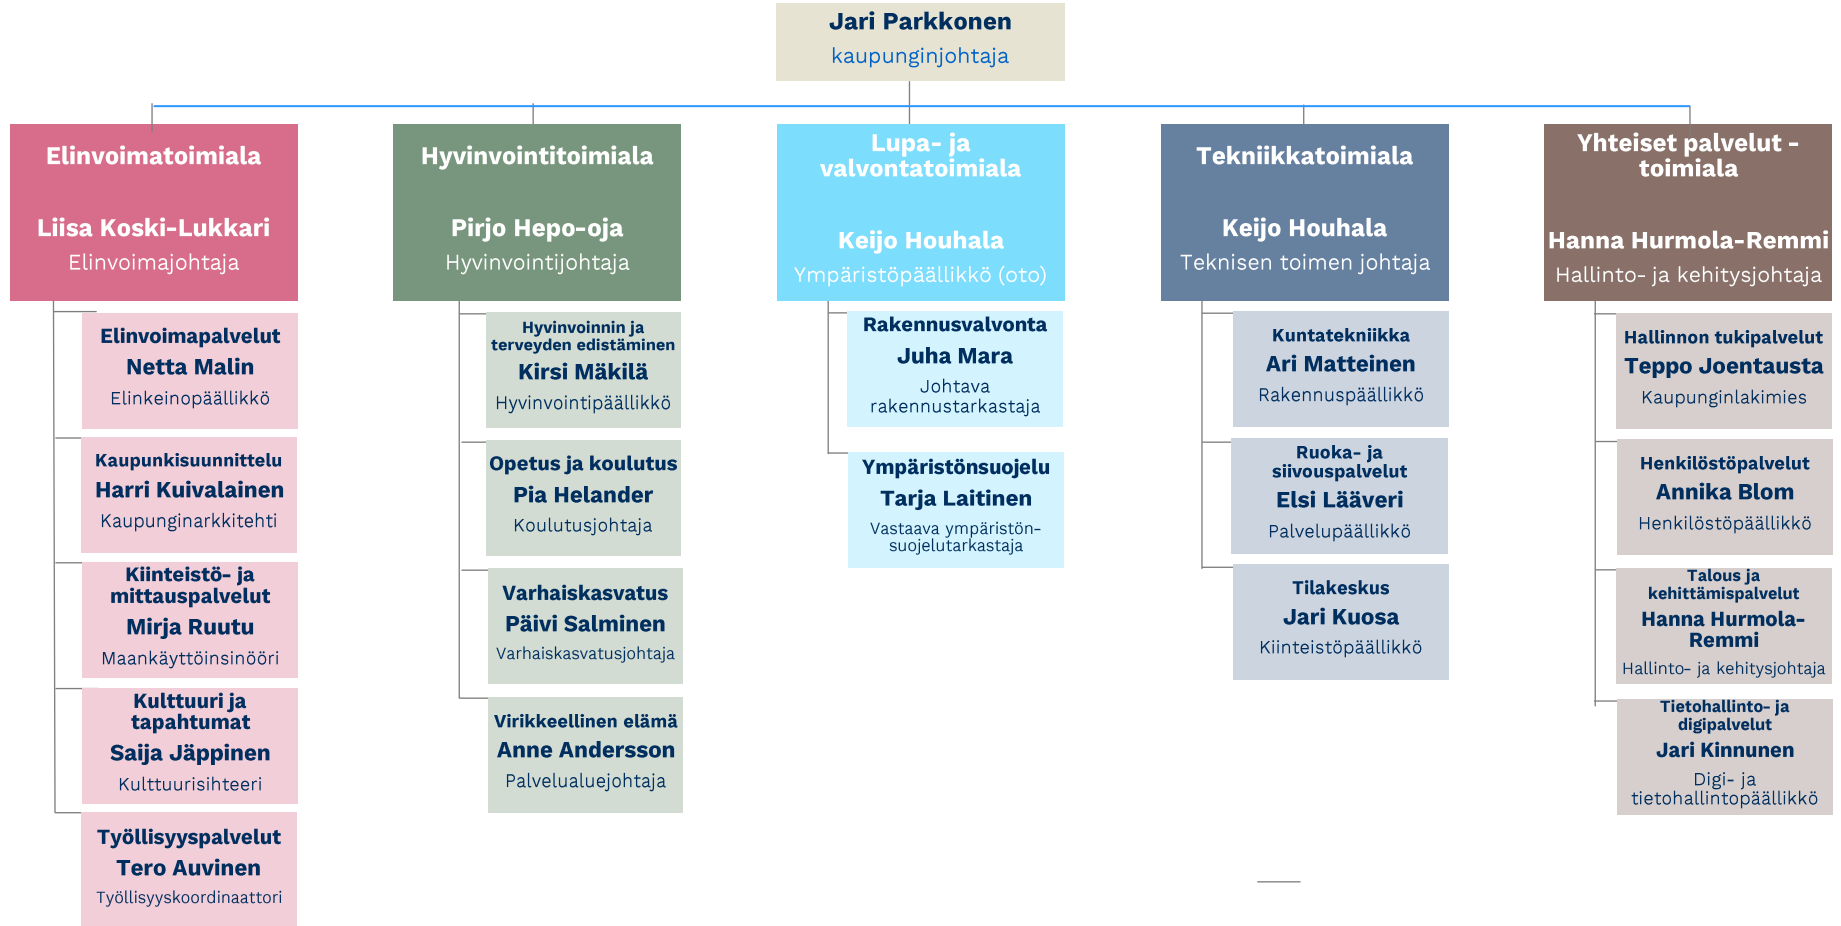 Jari Parkkonen
kaupunginjohtaja
Elinvoimatoimiala
Liisa Koski-Lukkari
Elinvoimajohtaja
Elinvoimapalvelut
Netta Malin
Elinkeinopäällikkö
Kaupunkisuunnittelu
Harri Kuivalainen
Kaupunginarkkitehti
Kiinteistö- ja
mittauspalvelut
Mirja Ruutu
Maankäyttöinsinööri
Kulttuuri ja
tapahtumat
Saija Jäppinen
Kulttuurisihteeri
Työllisyyspalvelut
Tero Auvinen
Työllisyyskoordinaattori
Hyvinvointitoimiala
Pirjo Hepo-oja
Hyvinvointijohtaja
Hyvinvoinnin ja
terveyden edistäminen
Kirsi Mäkilä
Hyvinvointipäällikkö
Opetus ja koulutus
Pia Helander
Koulutusjohtaja
Varhaiskasvatus
Päivi Salminen
Varhaiskasvatusjohtaja
Virikkeellinen elämä
Anne Andersson
Palvelualuejohtaja
Lupa- ja
valvontatoimiala
Keijo Houhala
Ympäristöpäällikkö (oto)
Rakennusvalvonta
Juha Mara
Johtava
rakennustarkastaja
Ympäristönsuojelu
Tarja Laitinen
Vastaava ympäristön-
suojelutarkastaja
Tekniikkatoimiala
Keijo Houhala
Teknisen toimen johtaja
Kuntatekniikka
Ari Matteinen
Rakennuspäällikkö
Ruoka- ja
siivouspalvelut
Elsi Lääveri
Palvelupäällikkö
Tilakeskus
Jari Kuosa
Kiinteistöpäällikkö
Yhteiset palvelut -
toimiala
Hanna Hurmola-Remmi
Hallinto- ja kehitysjohtaja
Hallinnon tukipalvelut
Teppo Joentausta
Kaupunginlakimies
Henkilöstöpalvelut
Annika Blom
Henkilöstöpäällikkö
Talous ja
kehittämispalvelut
Hanna Hurmola-
Remmi
Hallinto- ja kehitysjohtaja
Tietohallinto- ja
digipalvelut
Jari Kinnunen
Digi- ja
tietohallintopäällikkö